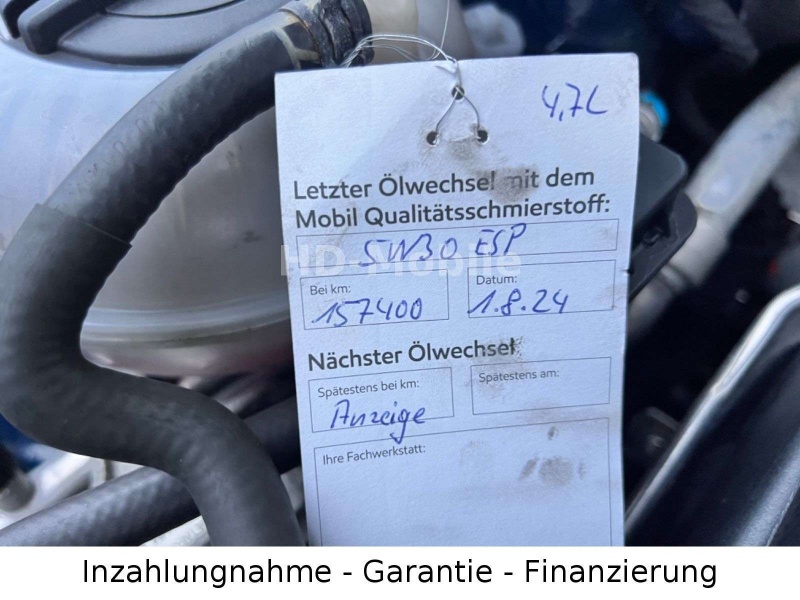 4,7L
Letzter Ölwechsel mit dem
Mobil Qualitätsschmierstoff:
5W30 ESP
HD-Mobile
Bei km:
157400
Datum:
1.8.24
Nächster Ölwechsel
Spätestens bei km:
Anzeige
Spätestens am:
Ihre Fachwerkstatt:
Inzahlungnahme - Garantie - Finanzierung